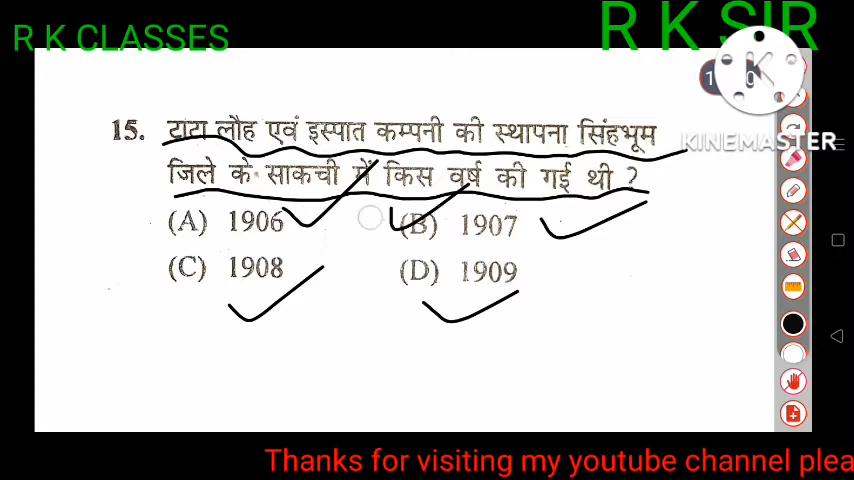 R K CLASSES
R K SIR
KINEMASTER
15. टाटा लौह एवं इस्पात कम्पनी की स्थापना सिंहभूम
जिले के साकची में किस वर्ष की गई थी ?
(A) 1906 (B) 1907
(C) 1908 (D) 1909
Thanks for visiting my youtube channel plea